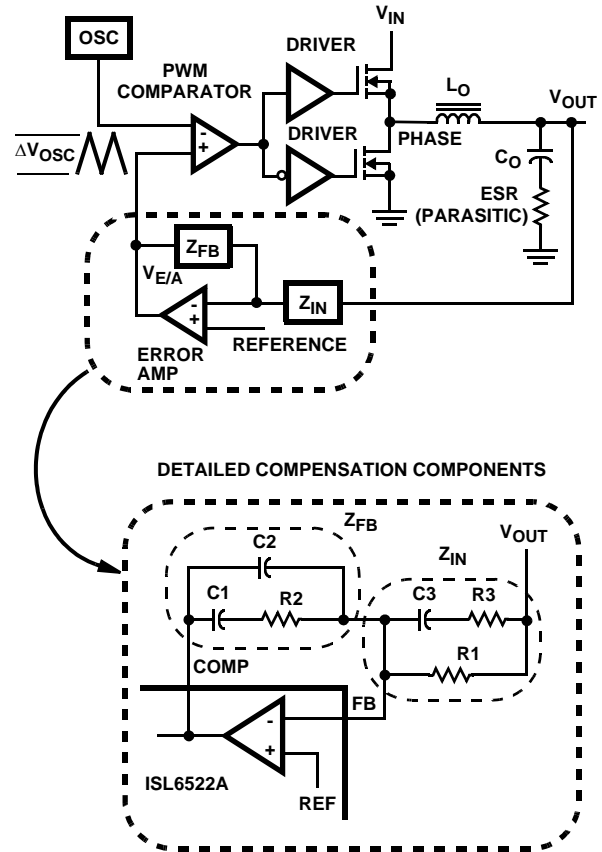 V_IN
OSC
DRIVER
PWM
COMPARATOR
L_O
V_OUT
-
+
DRIVER
PHASE
ΔV_OSC
C_O
ESR
(PARASITIC)
Z_FB
V_E/A
-
+
Z_IN
REFERENCE
ERROR
AMP
DETAILED COMPENSATION COMPONENTS
Z_FB
V_OUT
C2
Z_IN
C1
R2
C3
R3
R1
COMP
FB
-
+
ISL6522A
REF